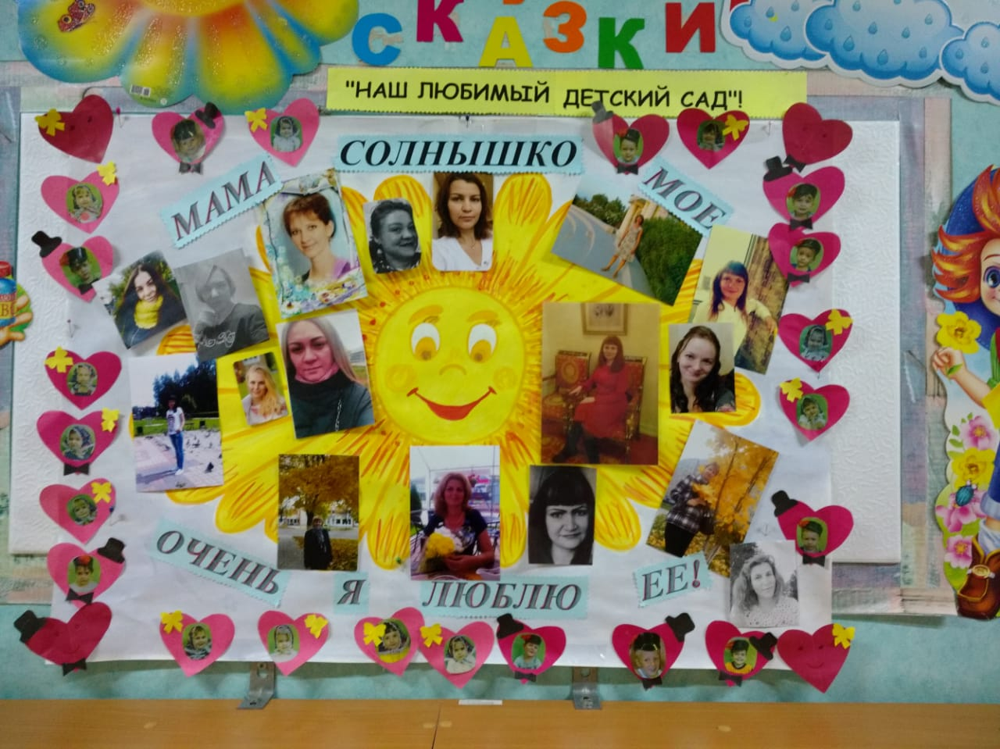 СКАЗКИ
"НАШ ЛЮБИМЫЙ ДЕТСКИЙ САД"!
МАМА СОЛНЫШКО МОЕ
ОЧЕНЬ Я ЛЮБЛЮ ЕЕ!